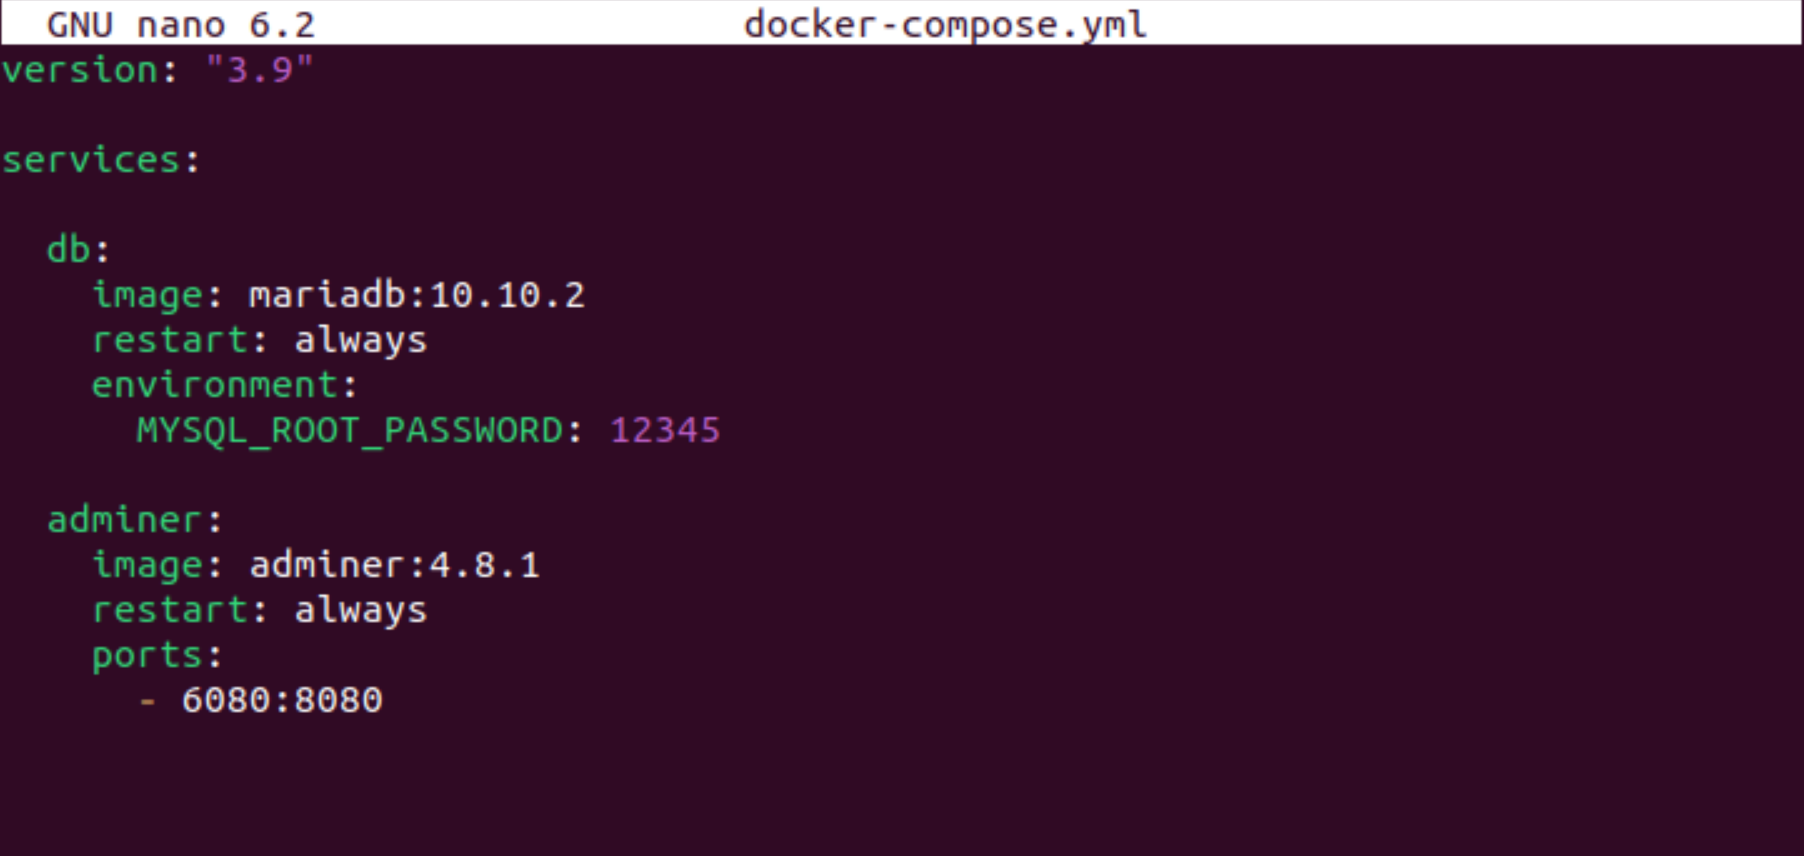 GNU nano 6.2 docker-compose.yml
version: "3.9"
services:
db:
image: mariadb:10.10.2
restart: always
environment:
MYSQL_ROOT_PASSWORD: 12345
adminer:
image: adminer:4.8.1
restart: always
ports:
- 6080:8080